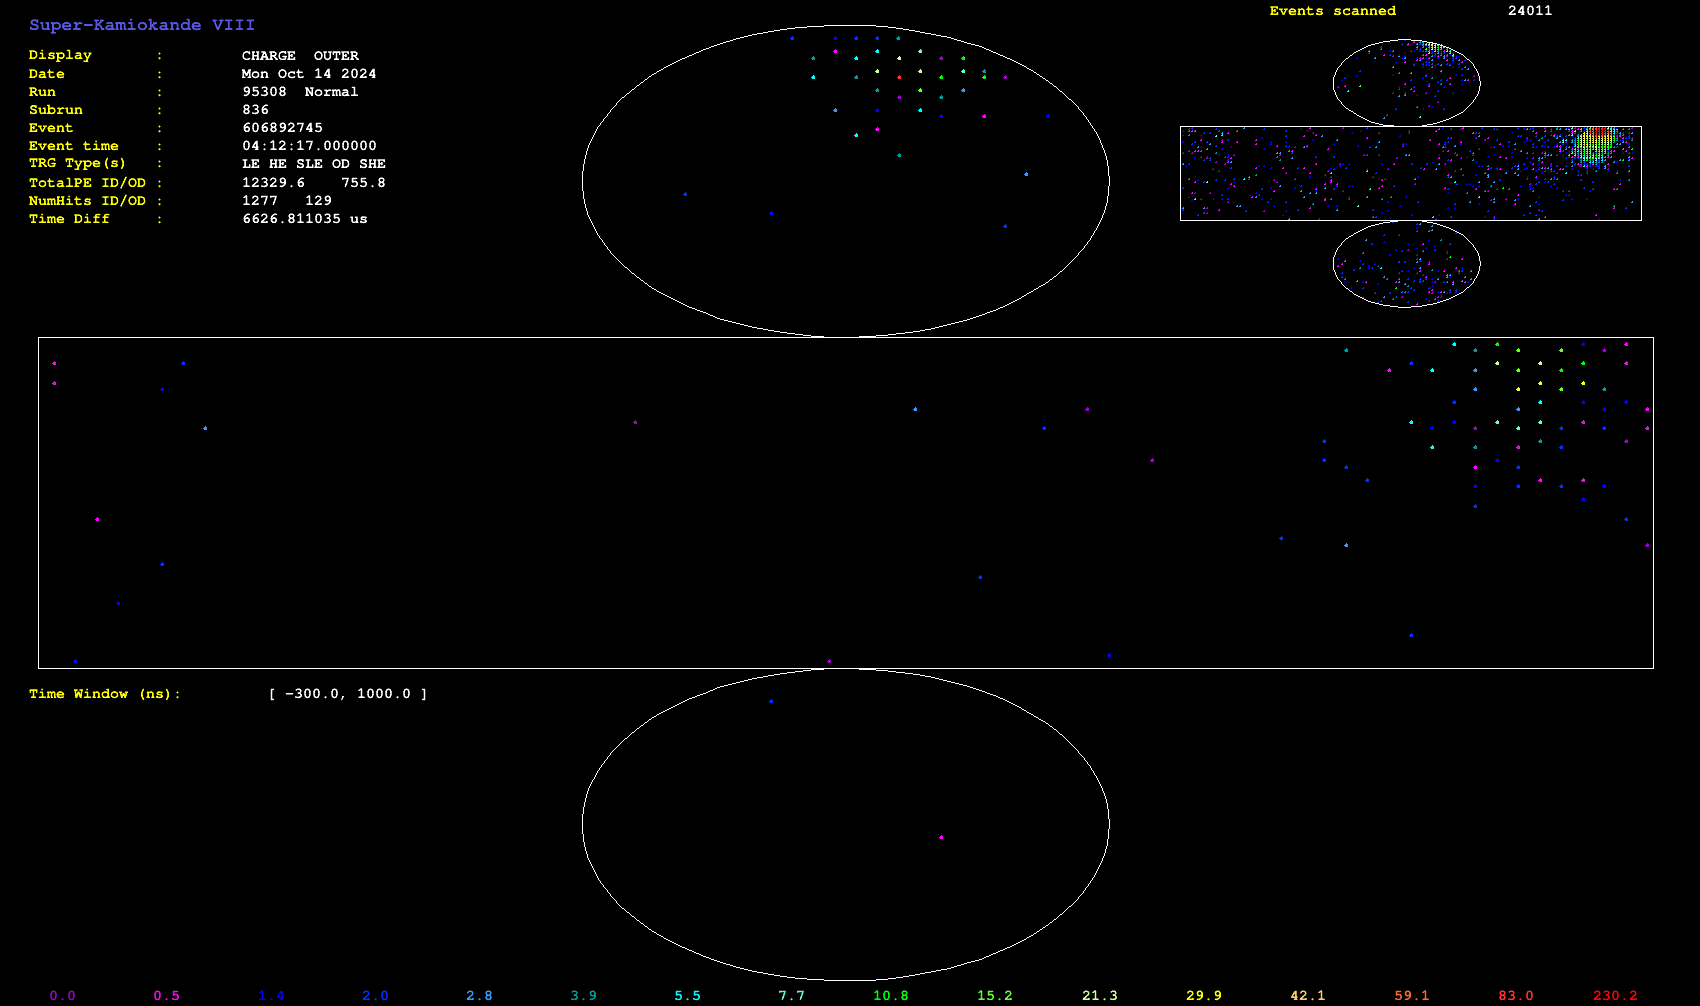 Super-Kamiokande VIII
Events scanned 24011
Display : CHARGE OUTER
Date : Mon Oct 14 2024
Run : 95308 Normal
Subrun : 836
Event : 606892745
Event time : 04:12:17.000000
TRG Type(s) : LE HE SLE OD SHE
TotalPE ID/OD : 12329.6 755.8
NumHits ID/OD : 1277 129
Time Diff : 6626.811035 us
Time Window (ns): [ -300.0, 1000.0 ]
0.0 0.5 1.4 2.0 2.8 3.9 5.5 7.7 10.8 15.2 21.3 29.9 42.1 59.1 83.0 230.2